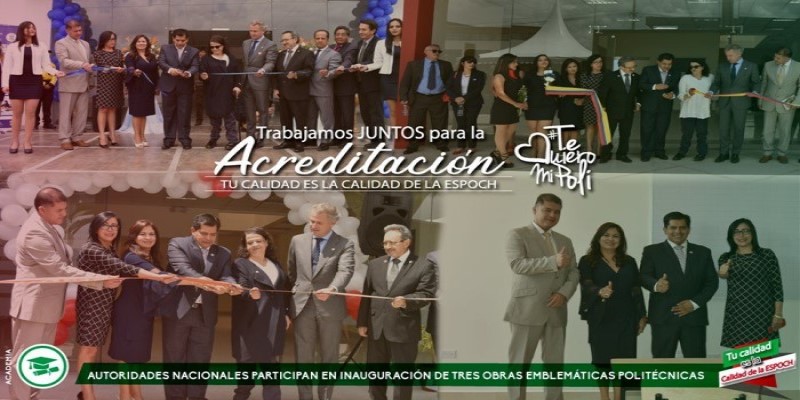 Trabajamos JUNTOS para la
Acreditación
TU CALIDAD ES LA CALIDAD DE LA ESPOCH
#Te
Quiero
Mi Poli
ACADEMIA
AUTORIDADES NACIONALES PARTICIPAN EN INAUGURACIÓN DE TRES OBRAS EMBLEMÁTICAS POLITÉCNICAS
Tu calidad
es la
Calidad de la ESPOCH